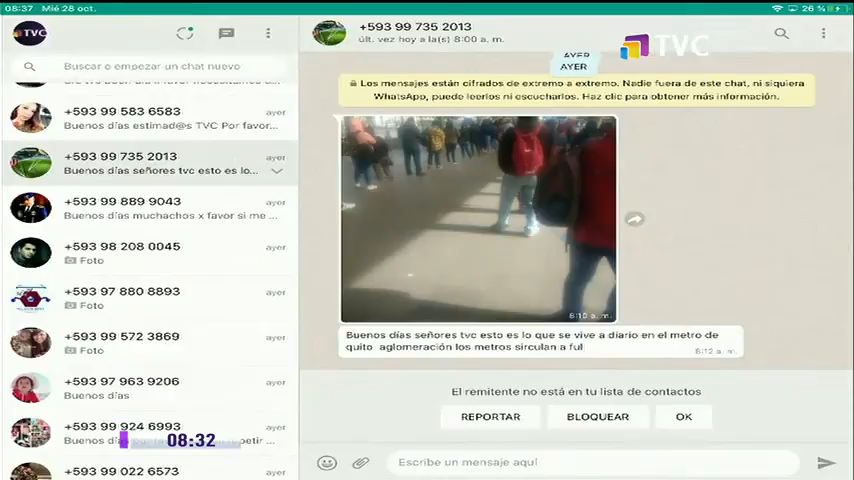 08:37 Mié 28 oct.
26 %
TVC
Buscar o empezar un chat nuevo
+593 99 583 6583
ayer
Buenos días estimad@s TVC Por favor...
+593 99 735 2013
ayer
Buenos días señores tvc esto es lo...
+593 99 889 9043
ayer
Buenos días muchachos x favor si me ...
+593 98 208 0045
ayer
Foto
+593 97 880 8893
ayer
Foto
+593 99 572 3869
ayer
Foto
+593 97 963 9206
ayer
Buenos días
+593 99 924 6993
ayer
Buenos
petir ...
08:32
+593 99 022 6573
ayer
+593 99 735 2013
últ. vez hoy a la(s) 8:00 a. m.
TVC
AYER
AYER
Los mensajes están cifrados de extremo a extremo. Nadie fuera de este chat, ni siquiera
WhatsApp, puede leerlos ni escucharlos. Haz clic para obtener más información.
8:10 a. m.
Buenos días señores tvc esto es lo que se vive a diario en el metro de
quito aglomeración los metros sirculan a full
8:12 a. m.
El remitente no está en tu lista de contactos
REPORTAR
BLOQUEAR
OK
Escribe un mensaje aquí